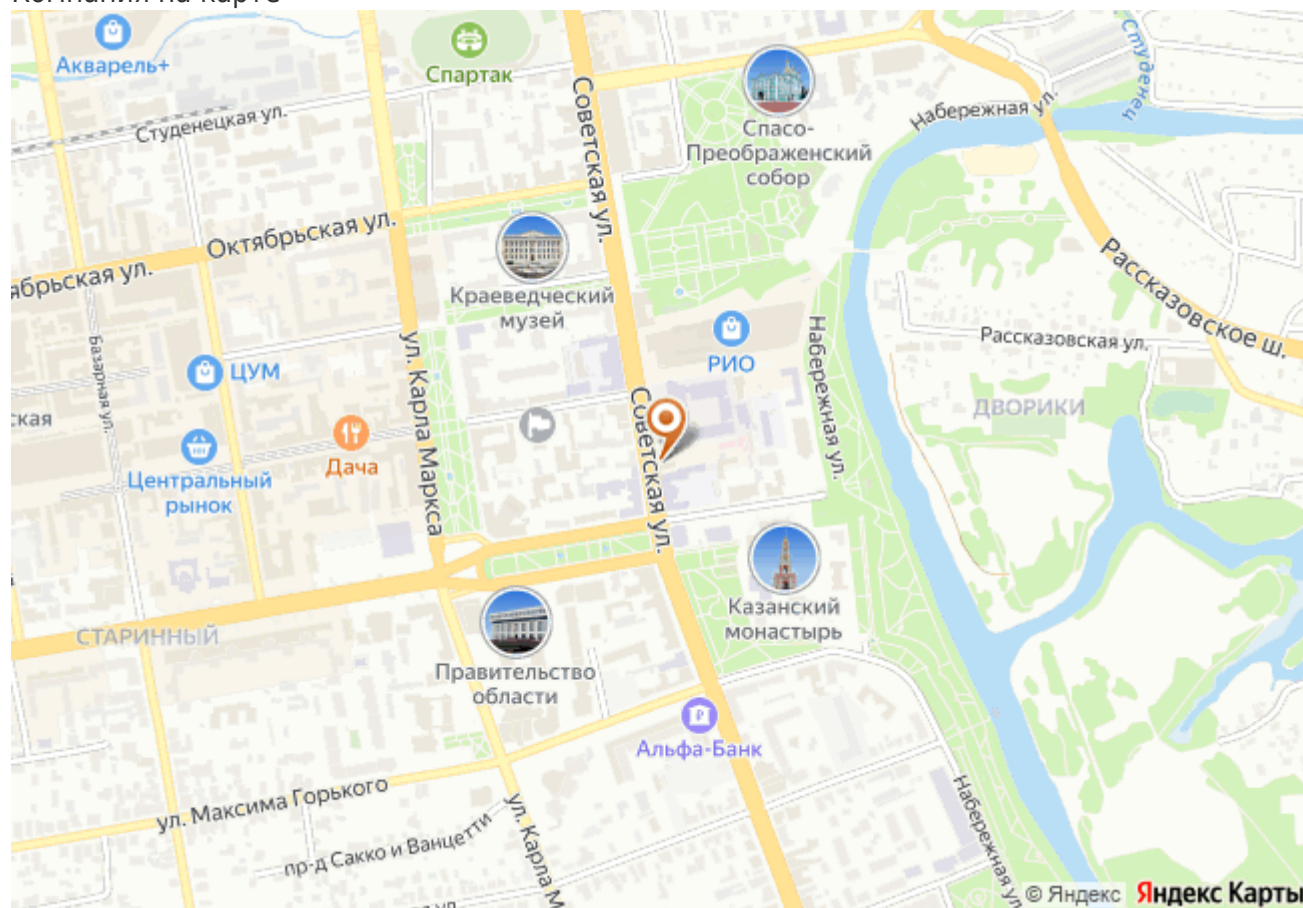 Компания на карте
Акварель+
Спартак
Студенец
Студенецкая ул.
Советская ул.
Спасо-
Преображенский
собор
Набережная ул.
Октябрьская ул.
ябрьская ул.
Краеведческий
музей
Рассказовское ш.
Базарная ул.
ул. Карла Маркса
РИО
Набережная ул.
Рассказовская ул.
ЦУМ
ская
Дача
Советская ул.
ДВОРИКИ
Центральный
рынок
Казанский
монастырь
СТАРИННЫЙ
Правительство
области
Альфа-Банк
ул. Максима Горького
пр-д Сакко и Ванцетти
ул. Карла М
Набережная ул
© Яндекс Яндекс Карты